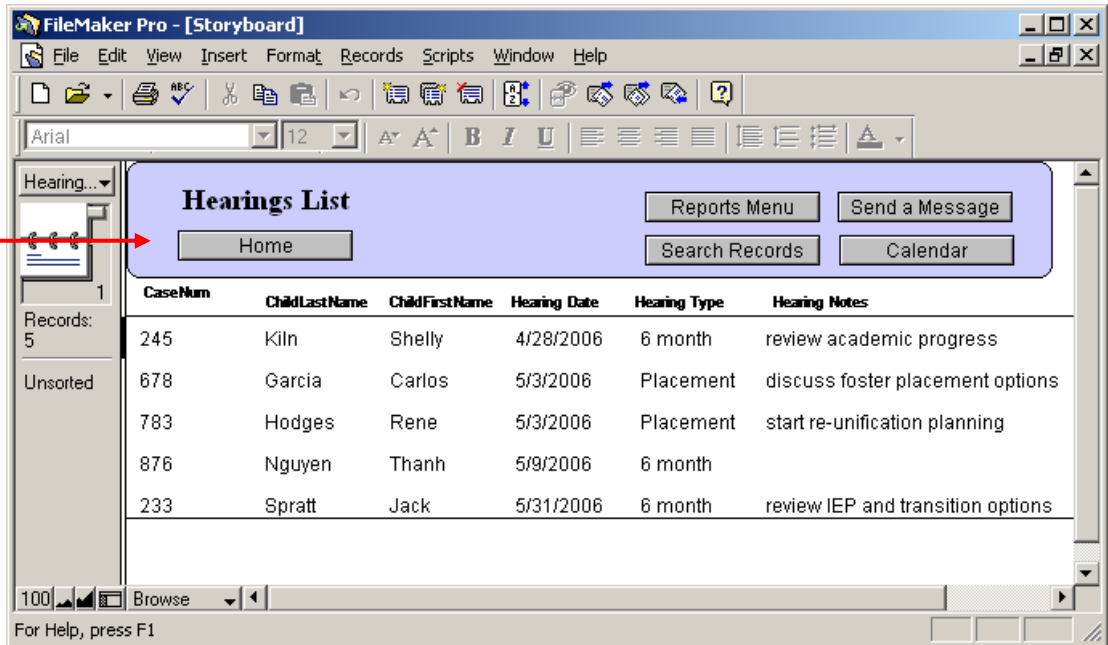 FileMaker Pro - [Storyboard]
File Edit View Insert Format Records Scripts Window Help
ABC
A Z
Arial 12 B I U A
Hearing...
Hearings List
Reports Menu Send a Message
Home
Search Records Calendar
1
CaseNum ChildLastName ChildFirstName Hearing Date Hearing Type Hearing Notes
Records:
5
245 Kiln Shelly 4/28/2006 6 month review academic progress
Unsorted
678 Garcia Carlos 5/3/2006 Placement discuss foster placement options
783 Hodges Rene 5/3/2006 Placement start re-unification planning
876 Nguyen Thanh 5/9/2006 6 month
233 Spratt Jack 5/31/2006 6 month review IEP and transition options
100 Browse
For Help, press F1